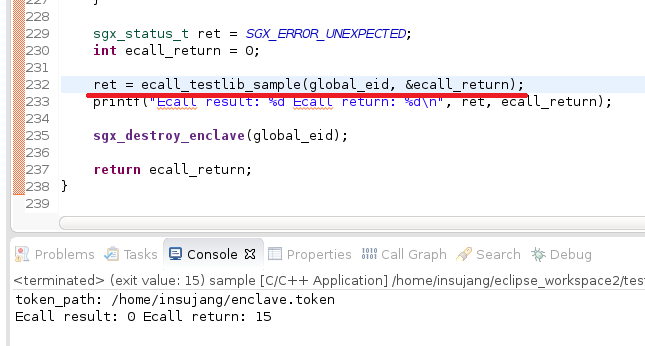 227 }
228
229 sgx_status_t ret = SGX_ERROR_UNEXPECTED;
230 int ecall_return = 0;
231
232 ret = ecall_testlib_sample(global_eid, &ecall_return);
233 printf("Ecall result: %d Ecall return: %d\n", ret, ecall_return);
234
235 sgx_destroy_enclave(global_eid);
236
237 return ecall_return;
238 }
239
Problems Tasks Console Properties Call Graph Search Debug
<terminated> (exit value: 15) sample [C/C++ Application] /home/insujang/eclipse_workspace2/tes
token_path: /home/insujang/enclave.token
Ecall result: 0 Ecall return: 15